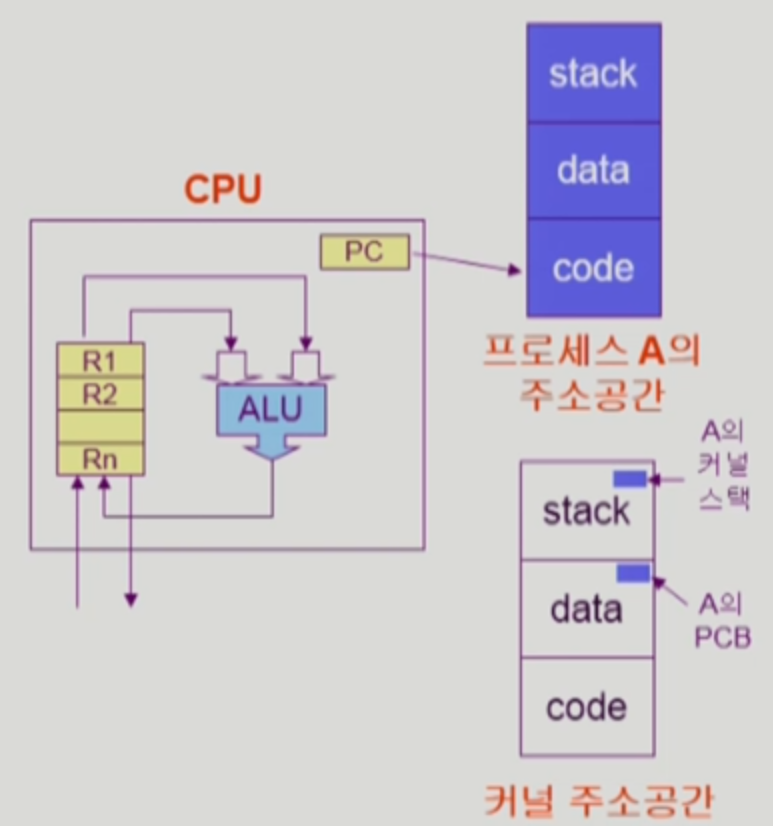 CPU
PC
R1
R2
Rn
ALU
stack
data
code
프로세스 A의
주소공간
stack
data
code
A의
커널
스택
A의
PCB
커널 주소공간